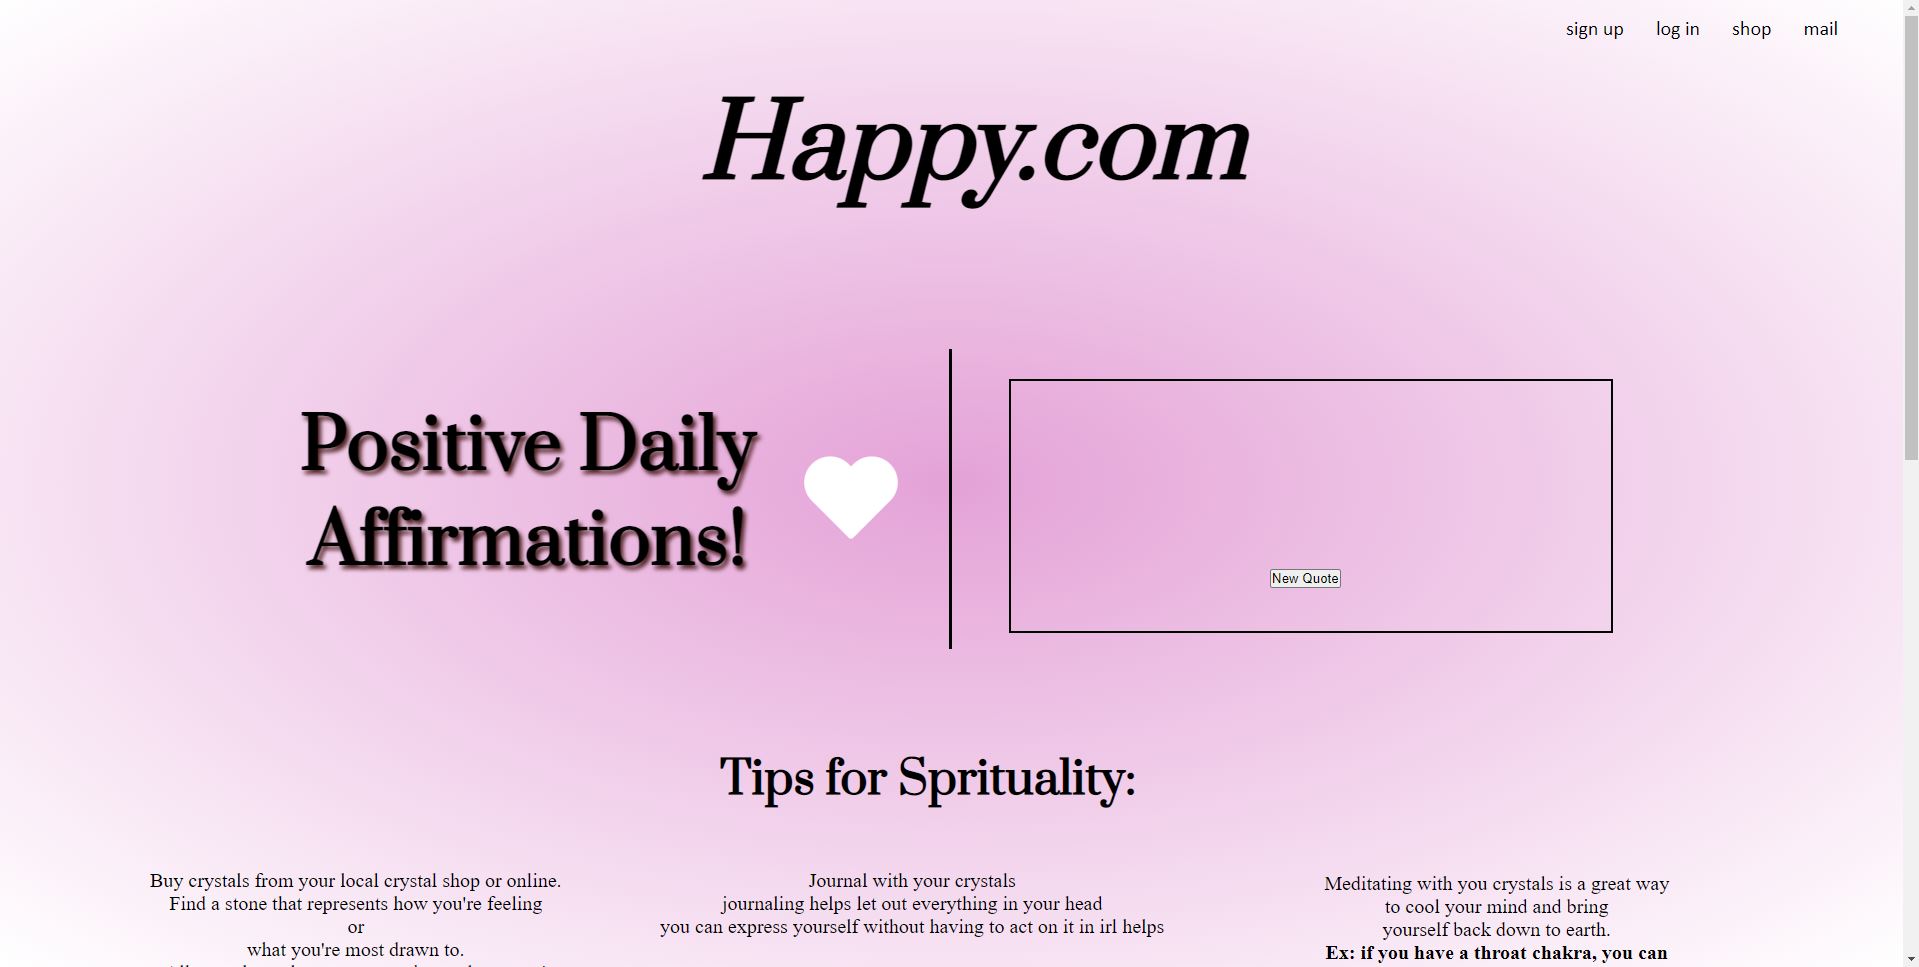 sign up log in shop mail
Happy.com
Positive Daily
Affirmations!
New Quote
Tips for Sprituality:
Buy crystals from your local crystal shop or online.
Find a stone that represents how you're feeling
or
what you're most drawn to.
Journal with your crystals
journaling helps let out everything in your head
you can express yourself without having to act on it in irl helps
Meditating with you crystals is a great way
to cool your mind and bring
yourself back down to earth.
Ex: if you have a throat chakra, you can